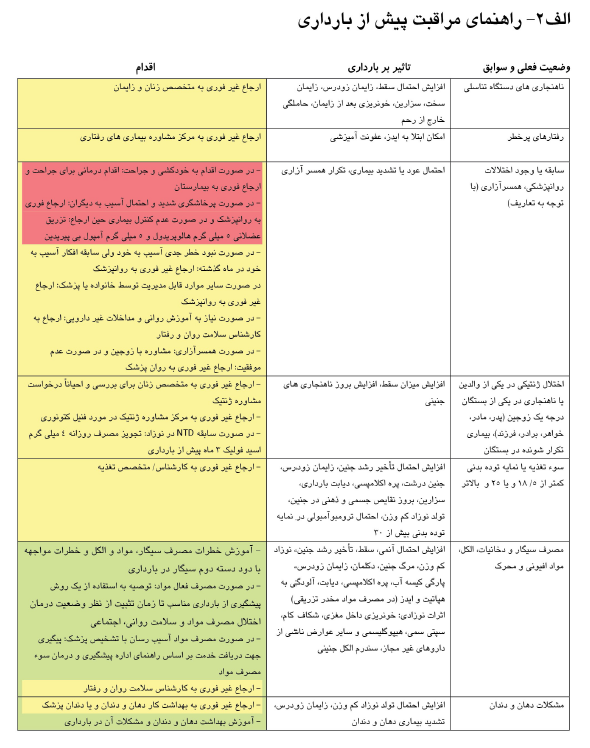 الف۲- راهنمای مراقبت پیش از بارداری
وضعیت فعلی و سوابق
تاثیر بر بارداری
اقدام
ناهنجاری های دستگاه تناسلی
افزایش احتمال سقط، زایمان زودرس، زایمان
سخت، سزارین، خونریزی بعد از زایمان، حاملگی
خارج از رحم
ارجاع غیر فوری به متخصص زنان و زایمان
رفتارهای پرخطر
امکان ابتلا به ایدز، عفونت آمیزشی
ارجاع غیر فوری به مرکز مشاوره بیماری های رفتاری
سابقه یا وجود اختلالات
روانپزشکی، همسرآزاری (با
توجه به تعاریف)
احتمال عود یا تشدید بیماری، تکرار همسر آزاری
- در صورت اقدام به خودکشی و جراحت: اقدام درمانی برای جراحت و
ارجاع فوری به بیمارستان
- در صورت پرخاشگری شدید و احتمال آسیب به دیگران: ارجاع فوری
به روانپزشک و در صورت عدم کنترل بیماری حین ارجاع: تزریق
عضلانی ۵ میلی گرم هالوپریدول و ۵ میلی گرم آمپول بی پیریدین
- در صورت نبود خطر جدی آسیب به خود ولی سابقه افکار آسیب به
خود در ماه گذشته: ارجاع غیر فوری به روانپزشک
در صورت سایر موارد قابل مدیریت توسط خانواده یا پزشک: ارجاع
غیر فوری به روانپزشک
- در صورت نیاز به آموزش روانی و مداخلات غیر دارویی: ارجاع به
کارشناس سلامت روان و رفتار
- در صورت همسرآزاری: مشاوره با زوجین و در صورت عدم
موفقیت: ارجاع غیر فوری به روان پزشک
اختلال ژنتیکی در یکی از والدین
یا ناهنجاری در یکی از بستگان
درجه یک زوجین (پدر، مادر،
خواهر، برادر، فرزند)، بیماری
تکرار شونده در بستگان
افزایش میزان سقط، افزایش بروز ناهنجاری های
جنینی
- ارجاع غیر فوری به متخصص زنان برای بررسی و احیاناً درخواست
مشاوره ژنتیک
- ارجاع غیر فوری به مرکز مشاوره ژنتیک در مورد فنیل کتونوری
- در صورت سابقه NTD در نوزاد: تجویز مصرف روزانه ٤ میلی گرم
اسید فولیک ۳ ماه پیش از بارداری
سوء تغذیه یا نمایه توده بدنی
کمتر از ۱۸/۵ و یا ۲۵ و بالاتر
افزایش احتمال تأخیر رشد جنین، زایمان زودرس،
جنین درشت، پره اکلامپسی، دیابت بارداری،
سزارین، بروز نقایص جسمی و ذهنی در جنین،
تولد نوزاد کم وزن، احتمال ترومبوآمبولی در نمایه
توده بدنی بیش از ۳۰
- ارجاع غیر فوری به کارشناس/ متخصص تغذیه
مصرف سیگار و دخانیات، الکل،
مواد افیونی و محرک
افزایش احتمال آنمی، سقط، تأخیر رشد جنین، نوزاد
کم وزن، مرگ جنین، دکلمان، زایمان زودرس،
پارگی کیسه آب، پره اکلامپسی، دیابت، آلودگی به
هپاتیت و ایدز (در مصرف مواد مخدر تزریقی)
اثرات نوزادی: خونریزی داخل مغزی، شکاف کام،
سپتی سمی، هیپوگلیسمی و سایر عوارض ناشی از
داروهای غیر مجاز، سندرم الکل جنینی
- آموزش خطرات مصرف سیگار، مواد و الکل و خطرات مواجهه
با دود دسته دوم سیگار در بارداری
- در صورت مصرف فعال مواد: توصیه به استفاده از یک روش
پیشگیری از بارداری مناسب تا زمان تثبیت از نظر وضعیت درمان
اختلال مصرف مواد و سلامت روانی، اجتماعی
- در صورت مصرف مواد آسیب رسان با تشخیص پزشک: پیگیری
جهت دریافت خدمت بر اساس راهنمای اداره پیشگیری و درمان سوء
مصرف مواد
- ارجاع غیر فوری به کارشناس سلامت روان و رفتار
مشکلات دهان و دندان
افزایش احتمال تولد نوزاد کم وزن، زایمان زودرس،
تشدید بیماری دهان و دندان
- ارجاع غیر فوری به بهداشت کار دهان و دندان و یا دندان پزشک
- آموزش بهداشت دهان و دندان و مشکلات آن در بارداری